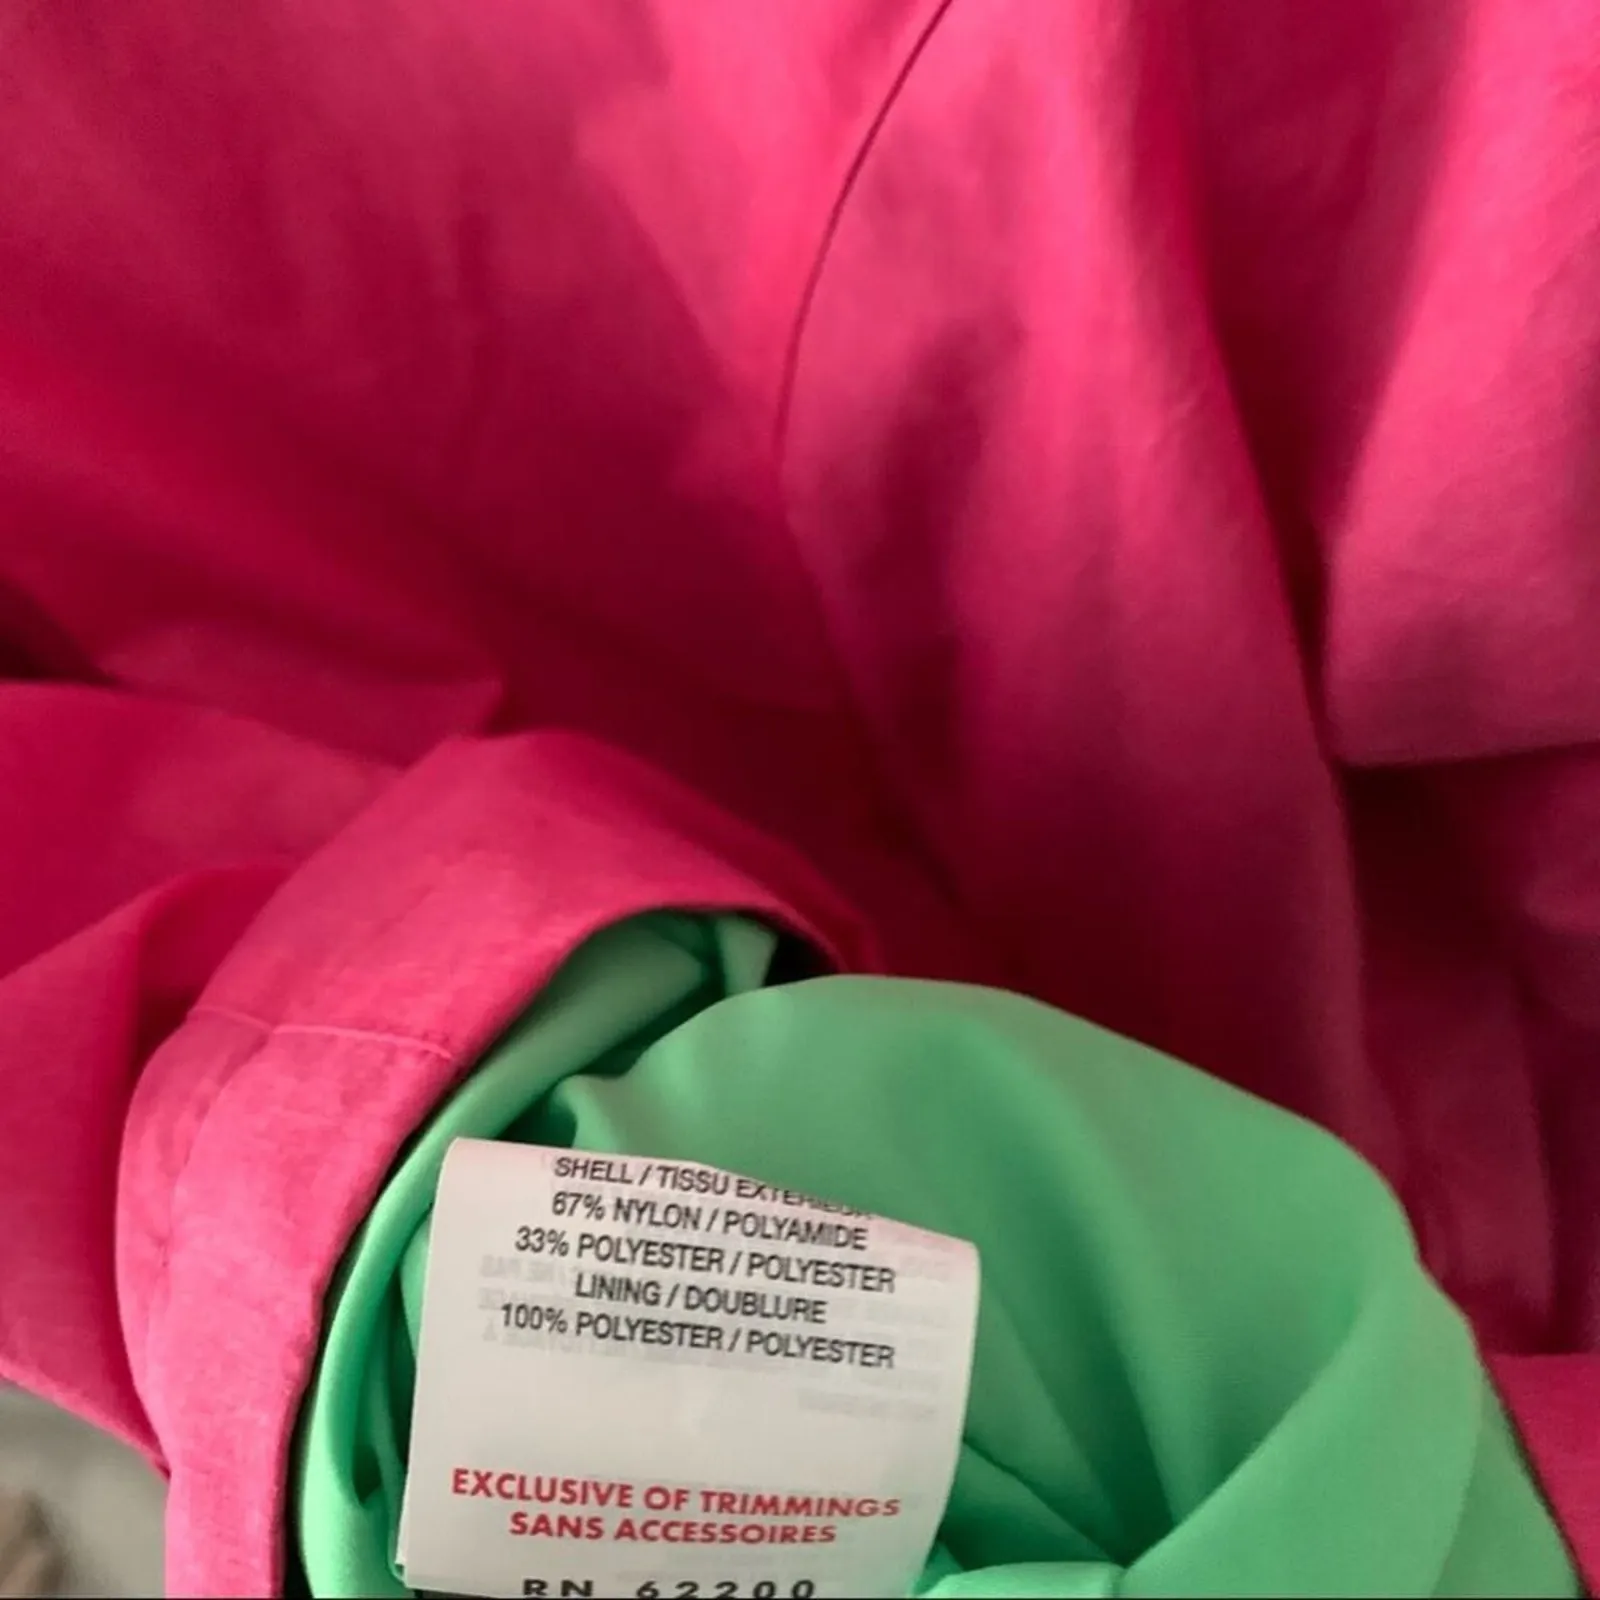 SHELL / TISSU EXTERIEUR
67% NYLON / POLYAMIDE
33% POLYESTER / POLYESTER
LINING / DOUBLURE
100% POLYESTER / POLYESTER
EXCLUSIVE OF TRIMMINGS
SANS ACCESSOIRES
RN 62200